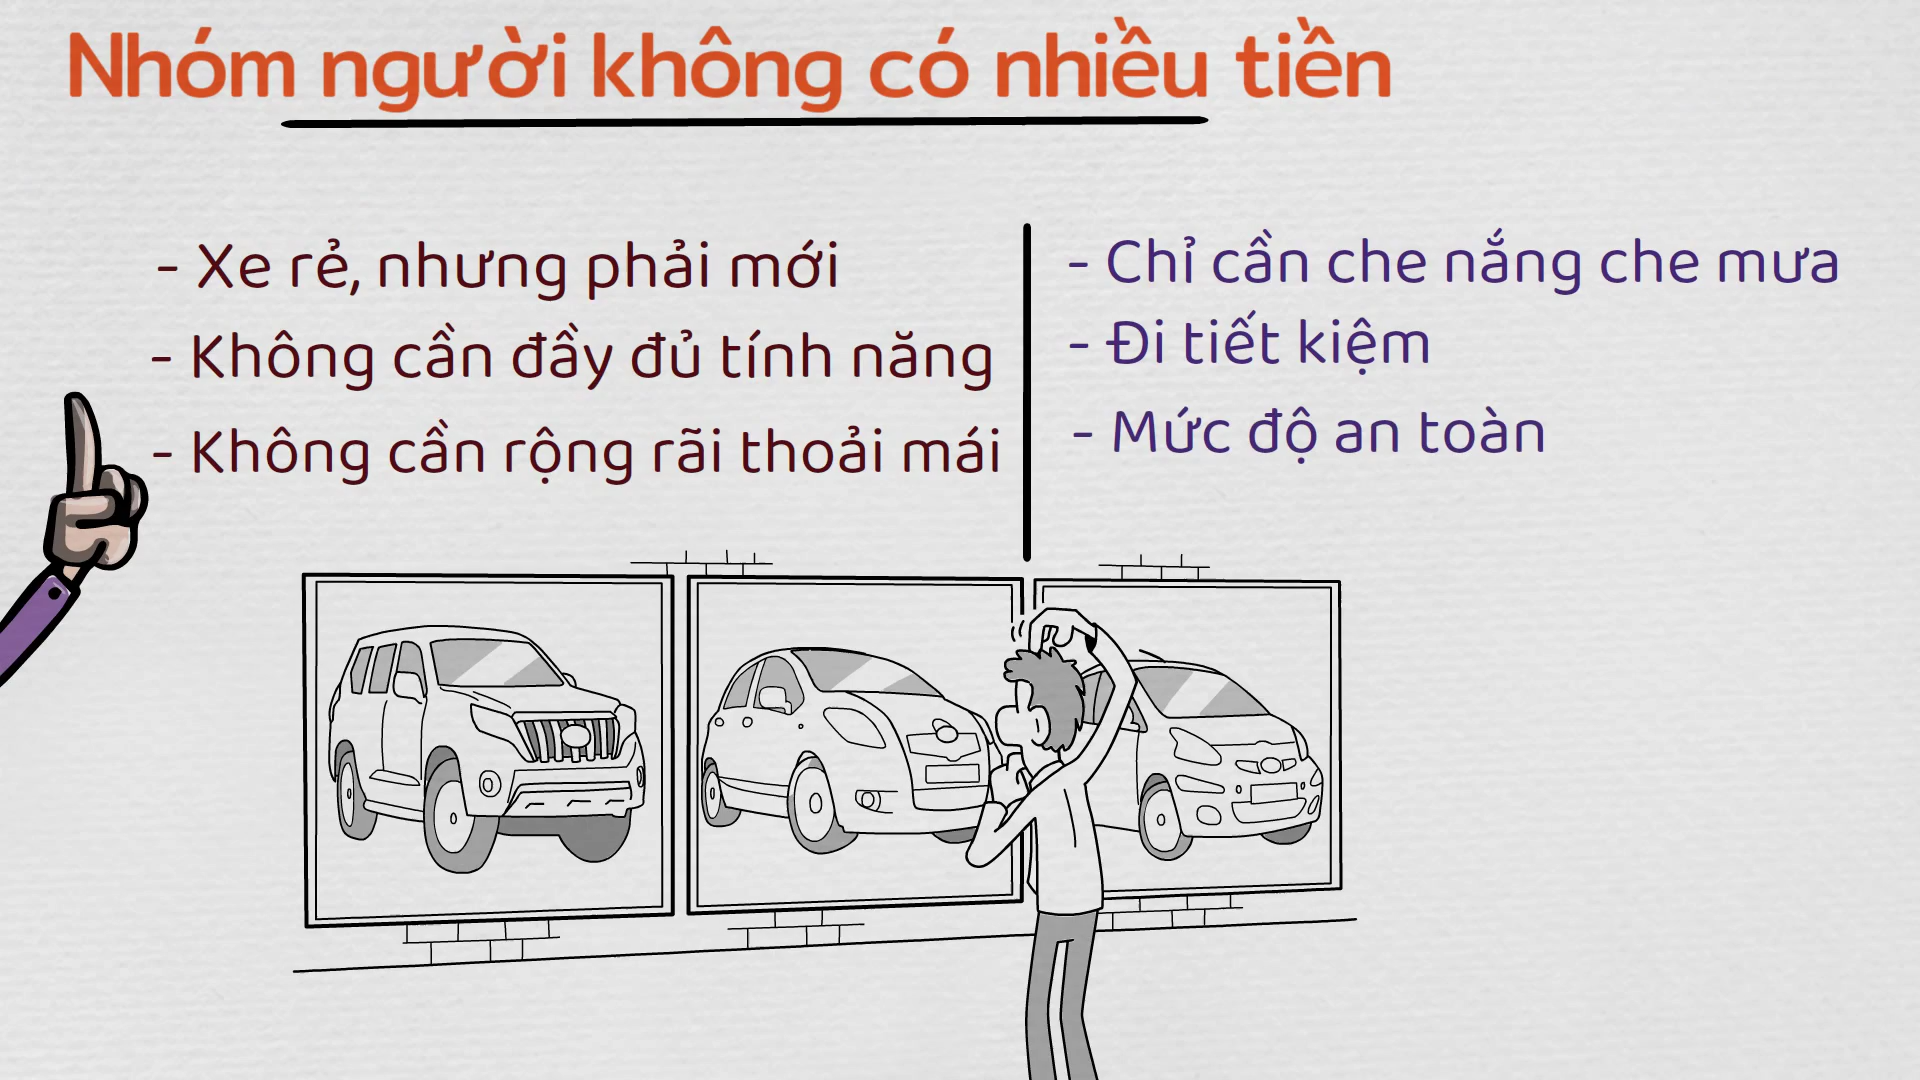 Nhóm người không có nhiều tiền
- Xe rẻ, nhưng phải mới
- Không cần đầy đủ tính năng
- Không cần rộng rãi thoải mái
- Chỉ cần che nắng che mưa
- Đi tiết kiệm
- Mức độ an toàn